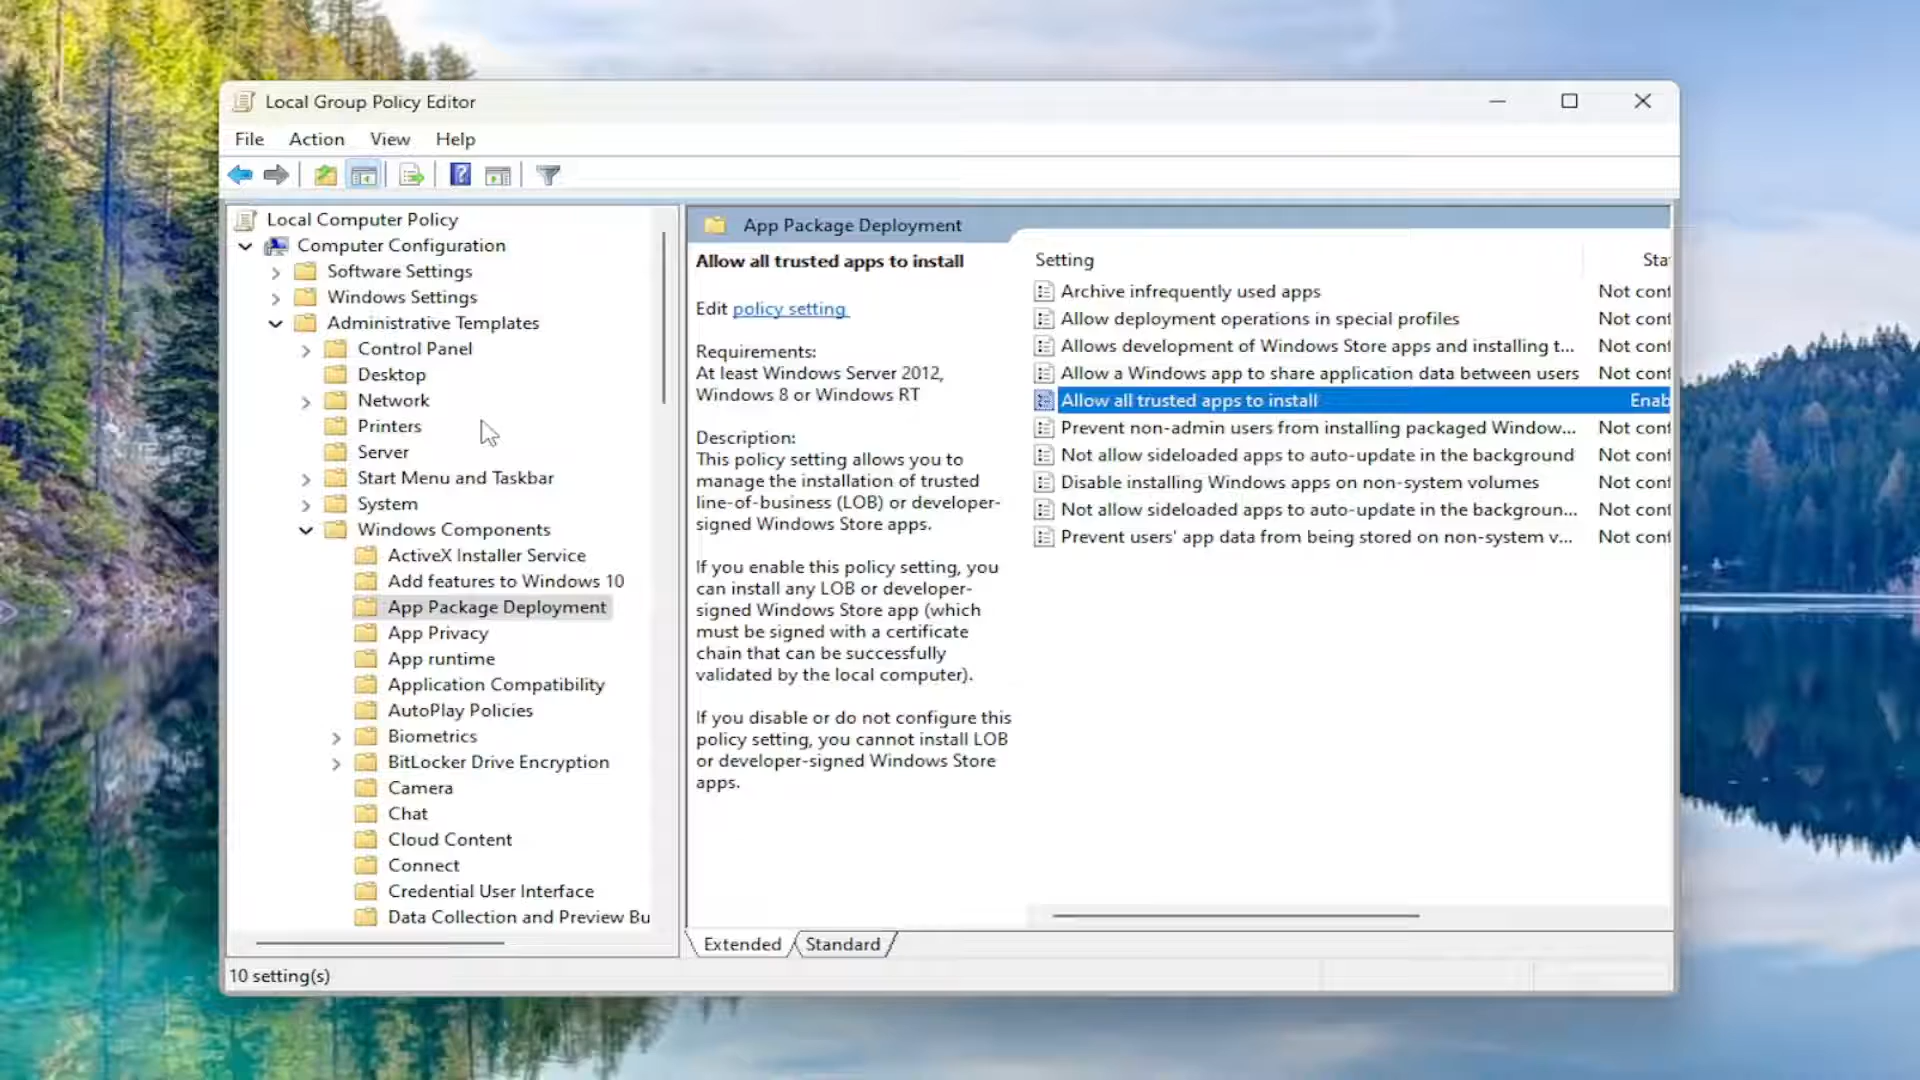 Local Group Policy Editor
File Action View Help
Local Computer Policy
Computer Configuration
Software Settings
Windows Settings
Administrative Templates
Control Panel
Desktop
Network
Printers
Server
Start Menu and Taskbar
System
Windows Components
ActiveX Installer Service
Add features to Windows 10
App Package Deployment
App Privacy
App runtime
Application Compatibility
AutoPlay Policies
Biometrics
BitLocker Drive Encryption
Camera
Chat
Cloud Content
Connect
Credential User Interface
Data Collection and Preview Bu
App Package Deployment
Allow all trusted apps to install
Edit policy setting
Requirements:
At least Windows Server 2012,
Windows 8 or Windows RT
Description:
This policy setting allows you to
manage the installation of trusted
line-of-business (LOB) or developer-
signed Windows Store apps.
If you enable this policy setting, you
can install any LOB or developer-
signed Windows Store app (which
must be signed with a certificate
chain that can be successfully
validated by the local computer).
If you disable or do not configure this
policy setting, you cannot install LOB
or developer-signed Windows Store
apps.
Setting Sta
Archive infrequently used apps Not conf
Allow deployment operations in special profiles Not conf
Allows development of Windows Store apps and installing t... Not conf
Allow a Windows app to share application data between users Not conf
Allow all trusted apps to install Enab
Prevent non-admin users from installing packaged Window... Not conf
Not allow sideloaded apps to auto-update in the background Not conf
Disable installing Windows apps on non-system volumes Not conf
Not allow sideloaded apps to auto-update in the backgroun... Not conf
Prevent users' app data from being stored on non-system v... Not conf
Extended Standard
10 setting(s)